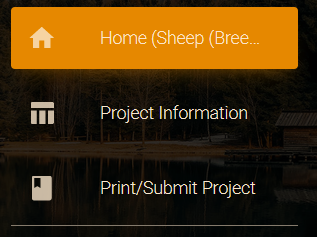 Home (Sheep (Bree...
Project Information
Print/Submit Project